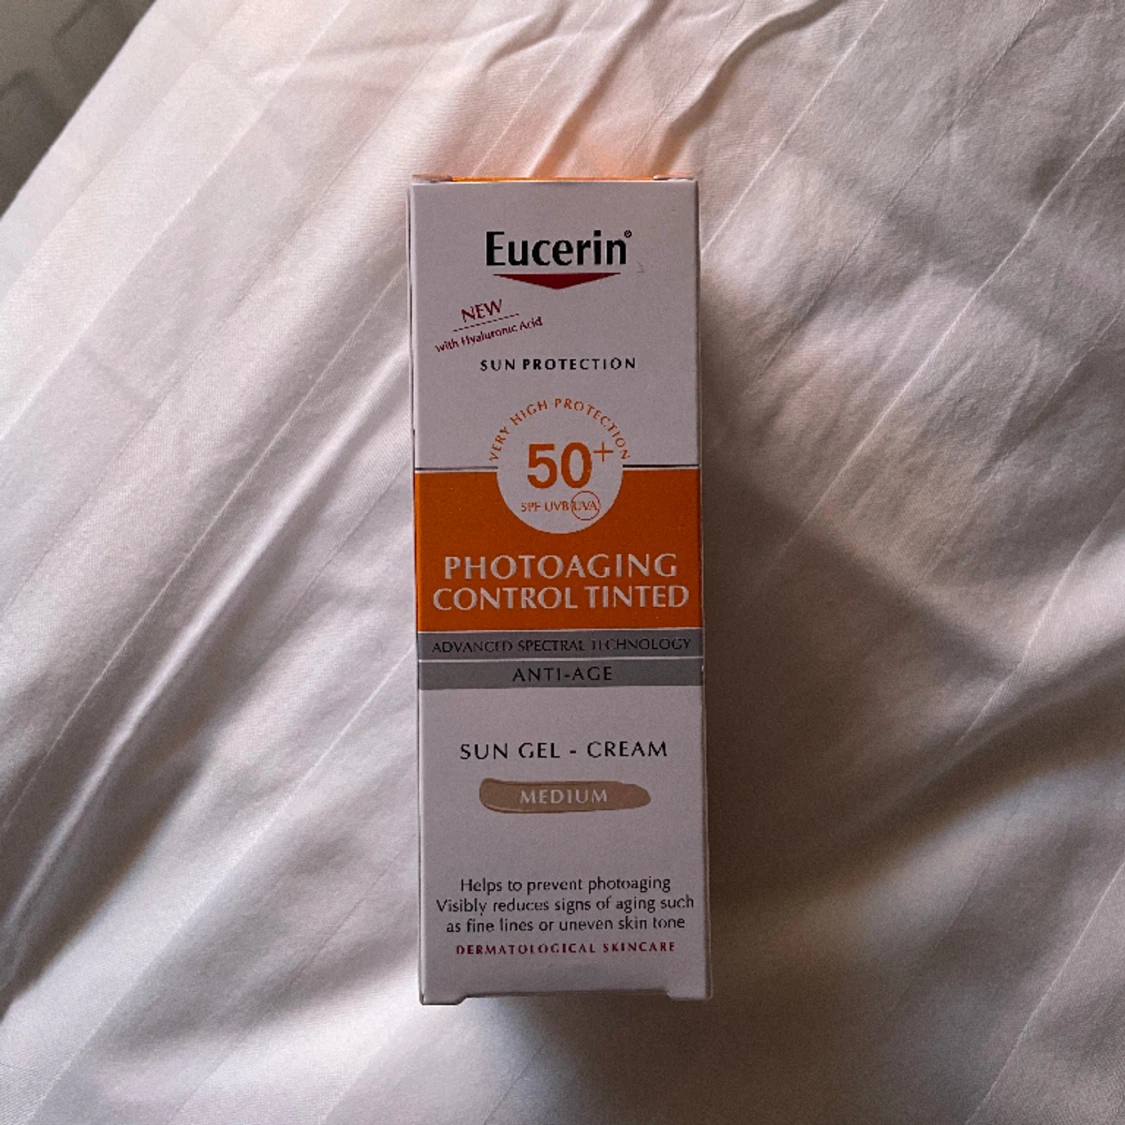 Eucerin®
NEW
with Hyaluronic Acid
SUN PROTECTION
VERY HIGH PROTECTION
50+
SPF UVB UVA
PHOTOAGING
CONTROL TINTED
ADVANCED SPECTRAL TECHNOLOGY
ANTI-AGE
SUN GEL - CREAM
MEDIUM
Helps to prevent photoaging
Visibly reduces signs of aging such
as fine lines or uneven skin tone
DERMATOLOGICAL SKINCARE